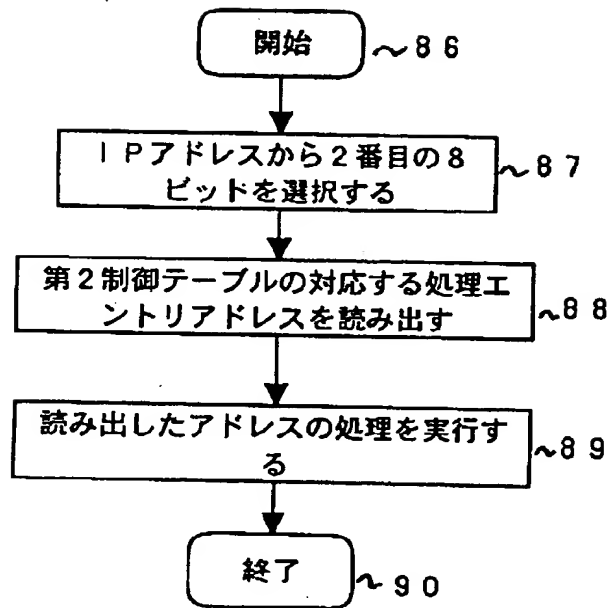 開始 ～８６
ＩＰアドレスから２番目の８
ビットを選択する ～８７
第２制御テーブルの対応する処理エ
ントリアドレスを読み出す ～８８
読み出したアドレスの処理を実行す
る ～８９
終了 ～９０